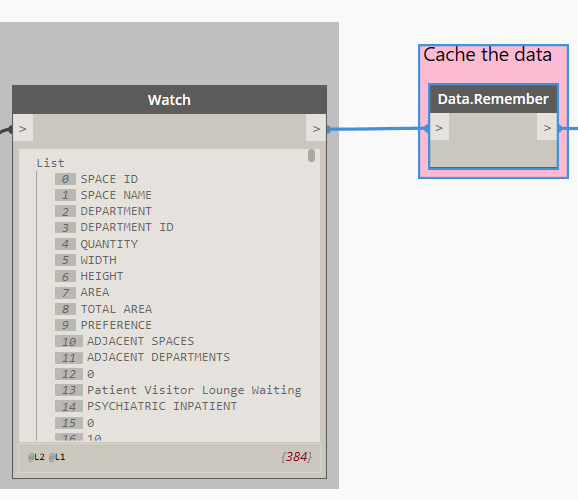 Cache the data
Watch
Data.Remember
>
>
>
>
List
0 SPACE ID
1 SPACE NAME
2 DEPARTMENT
3 DEPARTMENT ID
4 QUANTITY
5 WIDTH
6 HEIGHT
7 AREA
8 TOTAL AREA
9 PREFERENCE
10 ADJACENT SPACES
11 ADJACENT DEPARTMENTS
12 0
13 Patient Visitor Lounge Waiting
14 PSYCHIATRIC INPATIENT
15 0
16 10
@L2 @L1
{384}